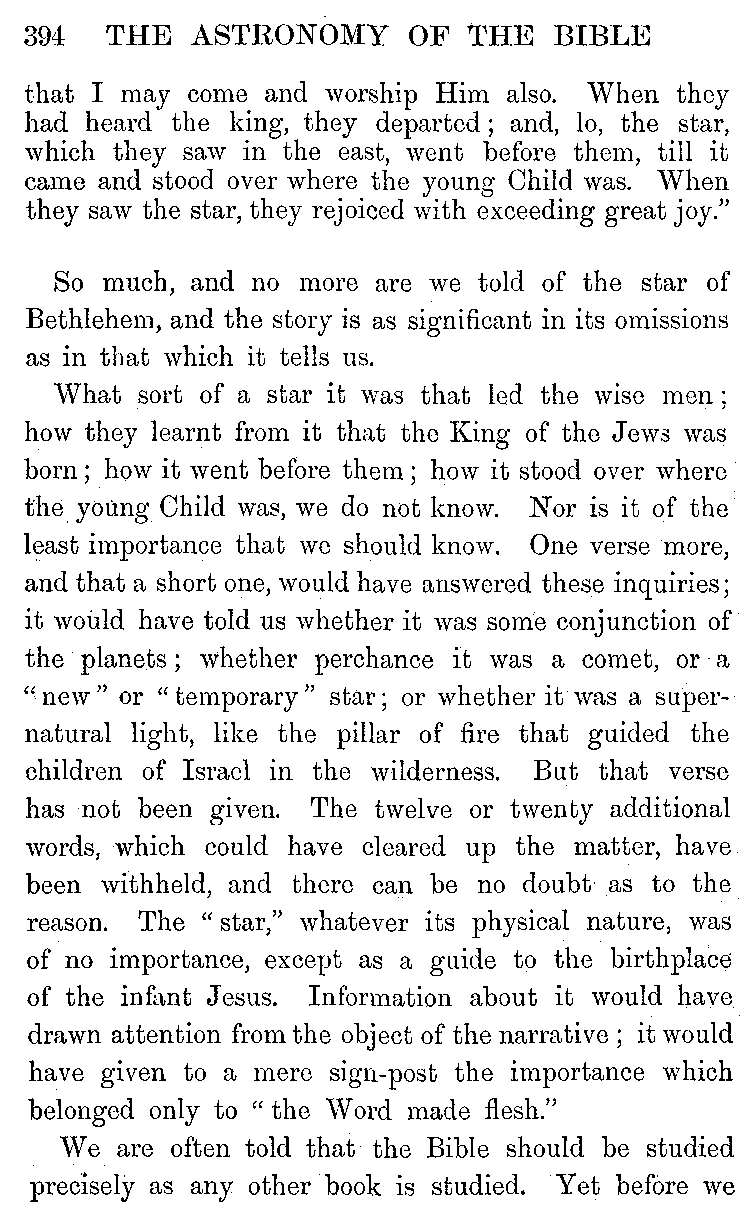 394 THE ASTRONOMY OF THE BIBLE
that I may come and worship Him also. When they
had heard the king, they departed; and, lo, the star,
which they saw in the east, went before them, till it
came and stood over where the young Child was. When
they saw the star, they rejoiced with exceeding great joy."
So much, and no more are we told of the star of
Bethlehem, and the story is as significant in its omissions
as in that which it tells us.
What sort of a star it was that led the wise men;
how they learnt from it that the King of the Jews was
born; how it went before them; how it stood over where
the young Child was, we do not know. Nor is it of the
least importance that we should know. One verse more,
and that a short one, would have answered these inquiries;
it would have told us whether it was some conjunction of
the planets; whether perchance it was a comet, or a
"new" or "temporary" star; or whether it was a super-
natural light, like the pillar of fire that guided the
children of Israel in the wilderness. But that verse
has not been given. The twelve or twenty additional
words, which could have cleared up the matter, have
been withheld, and there can be no doubt as to the
reason. The "star," whatever its physical nature, was
of no importance, except as a guide to the birthplace
of the infant Jesus. Information about it would have
drawn attention from the object of the narrative; it would
have given to a mere sign-post the importance which
belonged only to "the Word made flesh."
We are often told that the Bible should be studied
precisely as any other book is studied. Yet before we